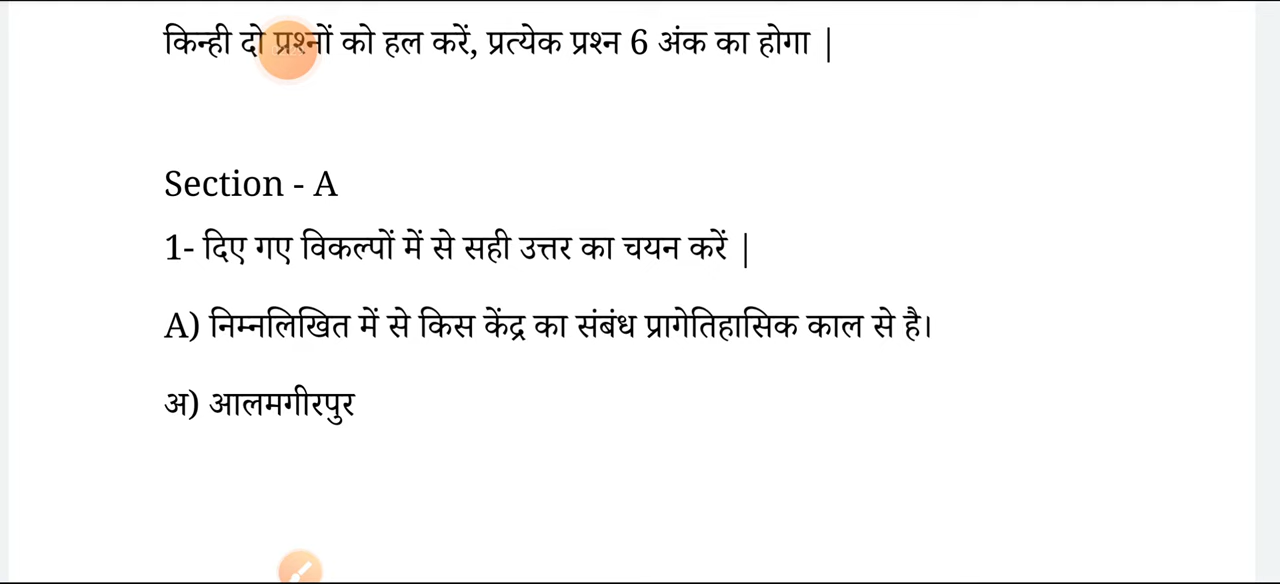 किन्ही दो प्रश्नों को हल करें, प्रत्येक प्रश्न 6 अंक का होगा |
Section - A
1- दिए गए विकल्पों में से सही उत्तर का चयन करें |
A) निम्नलिखित में से किस केंद्र का संबंध प्रागेतिहासिक काल से है।
अ) आलमगीरपुर